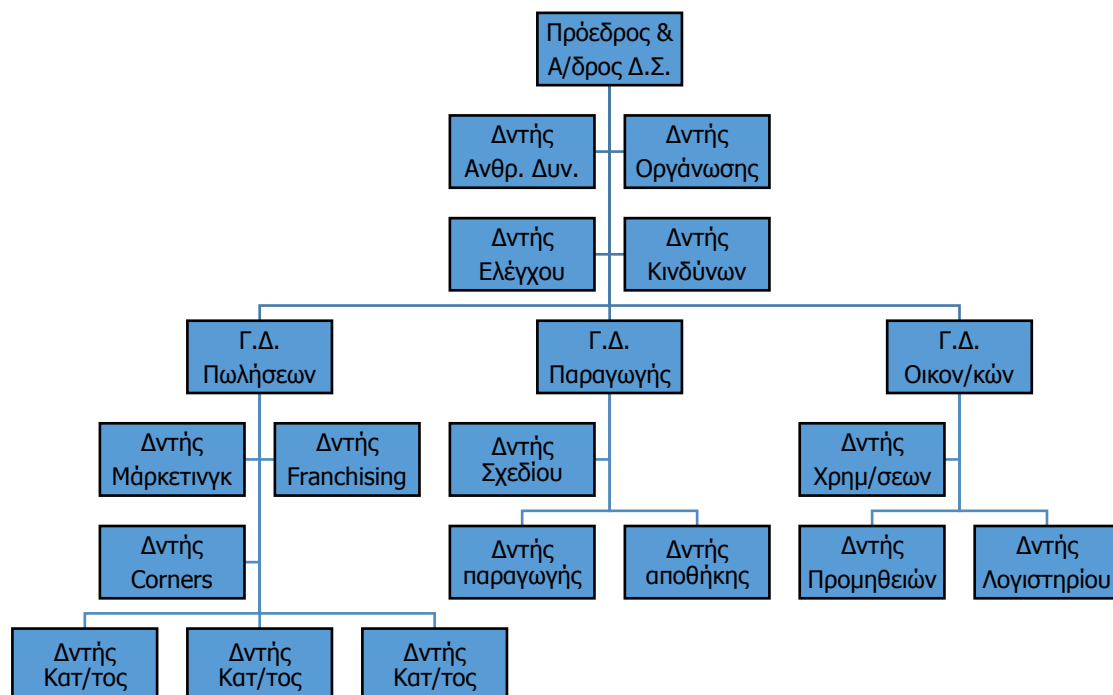 Πρόεδρος &
Α/δρος Δ.Σ.
Δντής
Ανθρ. Δυν.
Δντής
Οργάνωσης
Δντής
Ελέγχου
Δντής
Κινδύνων
Γ.Δ.
Πωλήσεων
Γ.Δ.
Παραγωγής
Γ.Δ.
Οικον/κών
Δντής
Μάρκετινγκ
Δντής
Franchising
Δντής
Σχεδίου
Δντής
Χρημ/σεων
Δντής
Corners
Δντής
παραγωγής
Δντής
αποθήκης
Δντής
Προμηθειών
Δντής
Λογιστηρίου
Δντής
Κατ/τος
Δντής
Κατ/τος
Δντής
Κατ/τος